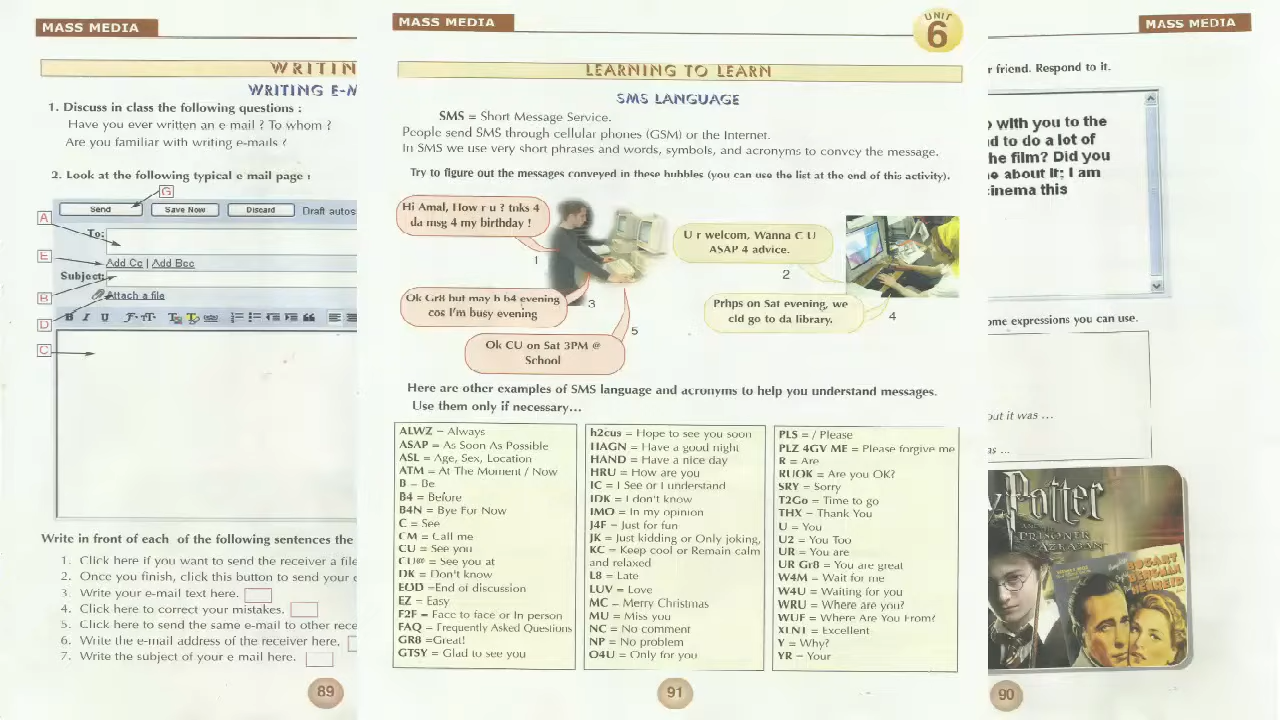 MASS MEDIA
WRITIN
WRITING E-M
1. Discuss in class the following questions :
Have you ever written an e mail ? To whom ?
Are you familiar with writing e-mails ?
2. Look at the following typical e mail page :
G
A
Send
Save Now
Discard
Draft autos
To:
E
Add Cc | Add Bcc
Subject:
B
Attach a file
D
B I U
C
Write in front of each of the following sentences the
1. Click here if you want to send the receiver a file
2. Once you finish, click this button to send your e
3. Write your e-mail text here.
4. Click here to correct your mistakes.
5. Click here to send the same e-mail to other rece
6. Write the e-mail address of the receiver here.
7. Write the subject of your e mail here.
89
MASS MEDIA
UNIT
6
LEARNING TO LEARN
SMS LANGUAGE
SMS = Short Message Service.
People send SMS through cellular phones (GSM) or the Internet.
In SMS we use very short phrases and words, symbols, and acronyms to convey the message.
Try to figure out the messages conveyed in these bubbles (you can use the list at the end of this activity).
Hi Amal, How r u ? tnks 4
da msg 4 my birthday !
1
U r welcom, Wanna C U
ASAP 4 advice.
2
Ok Gr8 but may b b4 evening
cos I'm busy evening
3
Prhps on Sat evening, we
cld go to da library.
4
Ok CU on Sat 3PM @
School
5
Here are other examples of SMS language and acronyms to help you understand messages.
Use them only if necessary...
ALWZ = Always
ASAP = As Soon As Possible
ASL = Age, Sex, Location
ATM = At The Moment / Now
B = Be
B4 = Before
B4N = Bye For Now
C = See
CM = Call me
CU = See you
CU@ = See you at
DK = Don't know
EOD =End of discussion
EZ = Easy
F2F = Face to face or In person
FAQ = Frequently Asked Questions
GR8 =Great!
GTSY = Glad to see you
h2cus = Hope to see you soon
HAGN = Have a good night
HAND = Have a nice day
HRU = How are you
IC = I See or I understand
IDK = I don't know
IMO = In my opinion
J4F = Just for fun
JK = Just kidding or Only joking,
KC = Keep cool or Remain calm
and relaxed
L8 = Late
LUV = Love
MC = Merry Christmas
MU = Miss you
NC = No comment
NP = No problem
O4U = Only for you
PLS = / Please
PLZ 4GV ME = Please forgive me
R = Are
RUOK = Are you OK?
SRY = Sorry
T2Go = Time to go
THX = Thank You
U = You
U2 = You Too
UR = You are
UR Gr8 = You are great
W4M = Wait for me
W4U = Waiting for you
WRU = Where are you?
WUF = Where Are You From?
XLNT = Excellent
Y = Why?
YR = Your
91
MASS MEDIA
r friend. Respond to it.
with you to the
d to do a lot of
he film? Did you
e about It; I am
cinema this
ome expressions you can use.
out it was ...
as ...
Potter
AND THE
PRISONER
OF
AZKABAN
BOGART
BERGMAN
HENREID
90